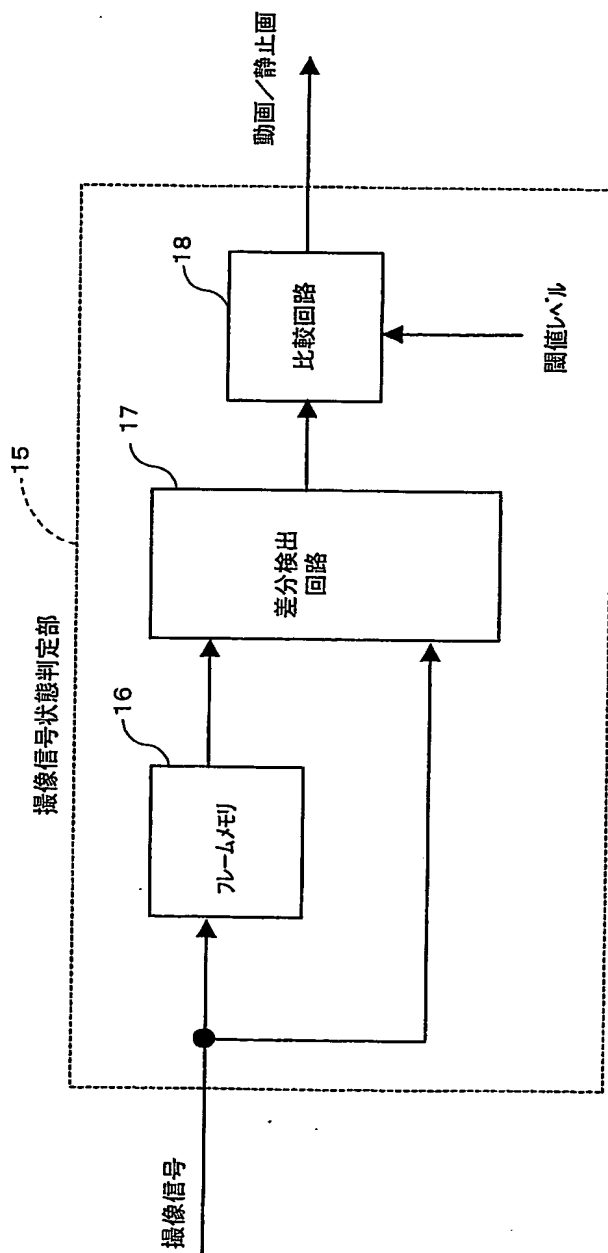 撮像信号状態判定部
15
撮像信号
16
フレームメモリ
17
差分検出
回路
18
比較回路
閾値レベル
動画/静止画